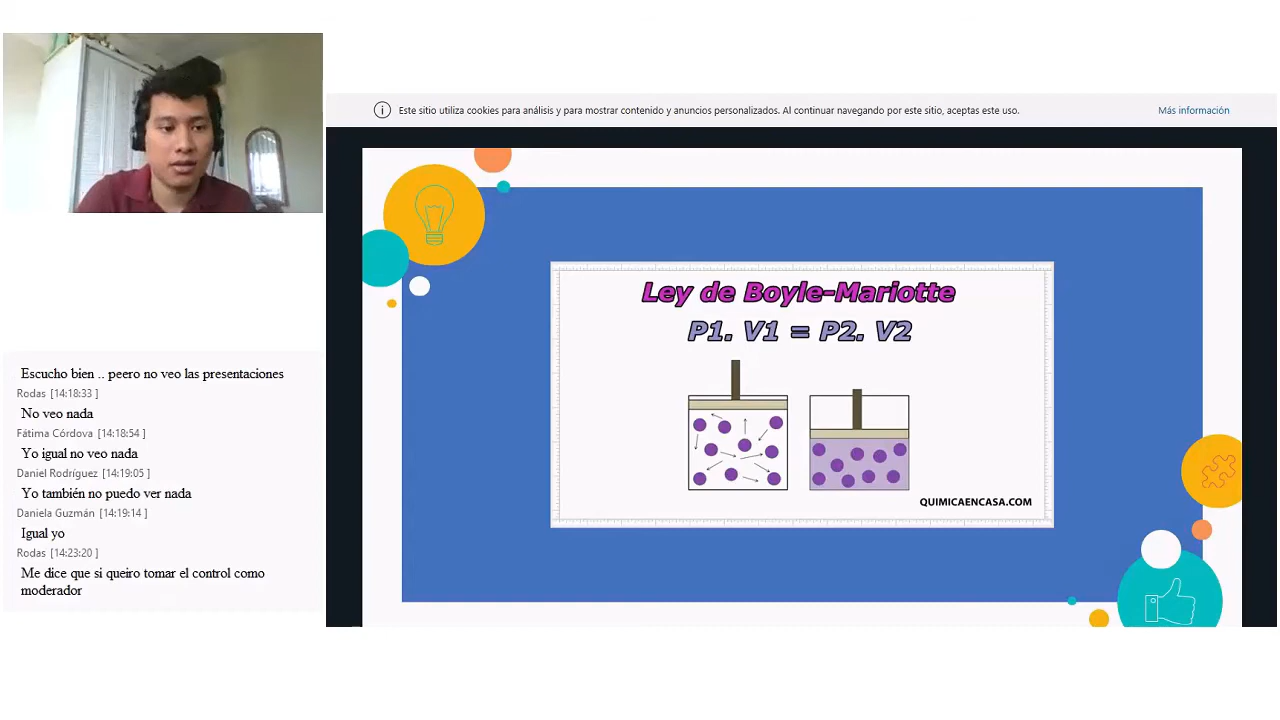 Este sitio utiliza cookies para análisis y para mostrar contenido y anuncios personalizados. Al continuar navegando por este sitio, aceptas este uso.
Más información
Ley de Boyle-Mariotte
P1. V1 = P2. V2
QUIMICAENCASA.COM
Escucho bien .. peero no veo las presentaciones
Rodas [14:18:33 ]
No veo nada
Fátima Córdova [14:18:54 ]
Yo igual no veo nada
Daniel Rodríguez [14:19:05 ]
Yo también no puedo ver nada
Daniela Guzmán [14:19:14 ]
Igual yo
Rodas [14:23:20 ]
Me dice que si queiro tomar el control como
moderador